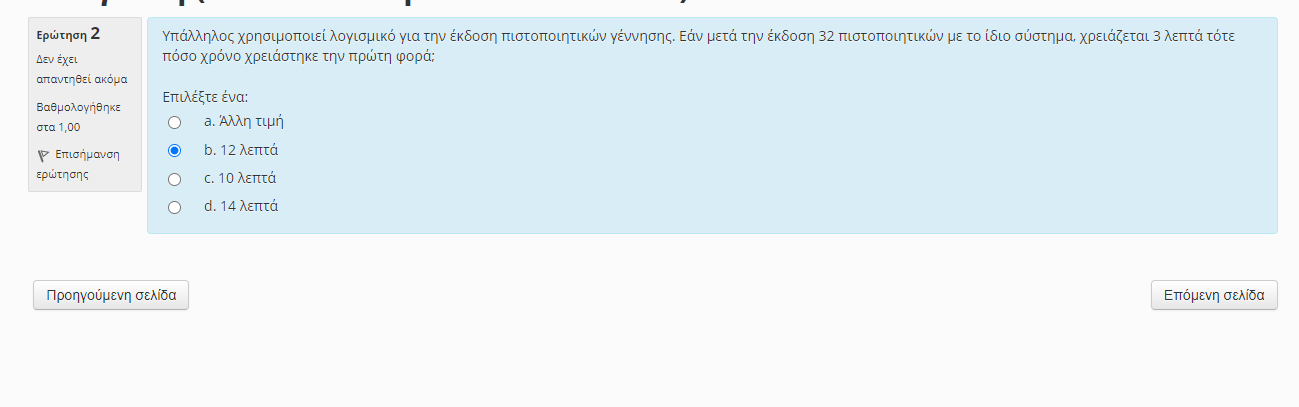 Ερώτηση 2
Δεν έχει
απαντηθεί ακόμα
Βαθμολογήθηκε
στα 1,00
Επισήμανση
ερώτησης
Υπάλληλος χρησιμοποιεί λογισμικό για την έκδοση πιστοποιητικών γέννησης. Εάν μετά την έκδοση 32 πιστοποιητικών με το ίδιο σύστημα, χρειάζεται 3 λεπτά τότε
πόσο χρόνο χρειάστηκε την πρώτη φορά;
Επιλέξτε ένα:
a. Άλλη τιμή
b. 12 λεπτά
c. 10 λεπτά
d. 14 λεπτά
Προηγούμενη σελίδα
Επόμενη σελίδα